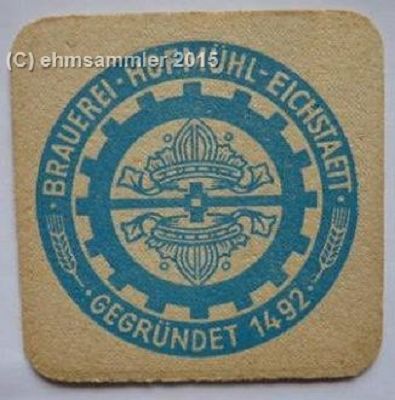 (C) ehmsammler 2015
· BRAUEREI - HOFMÜHL - EICHSTAETT ·
GEGRÜNDET 1492